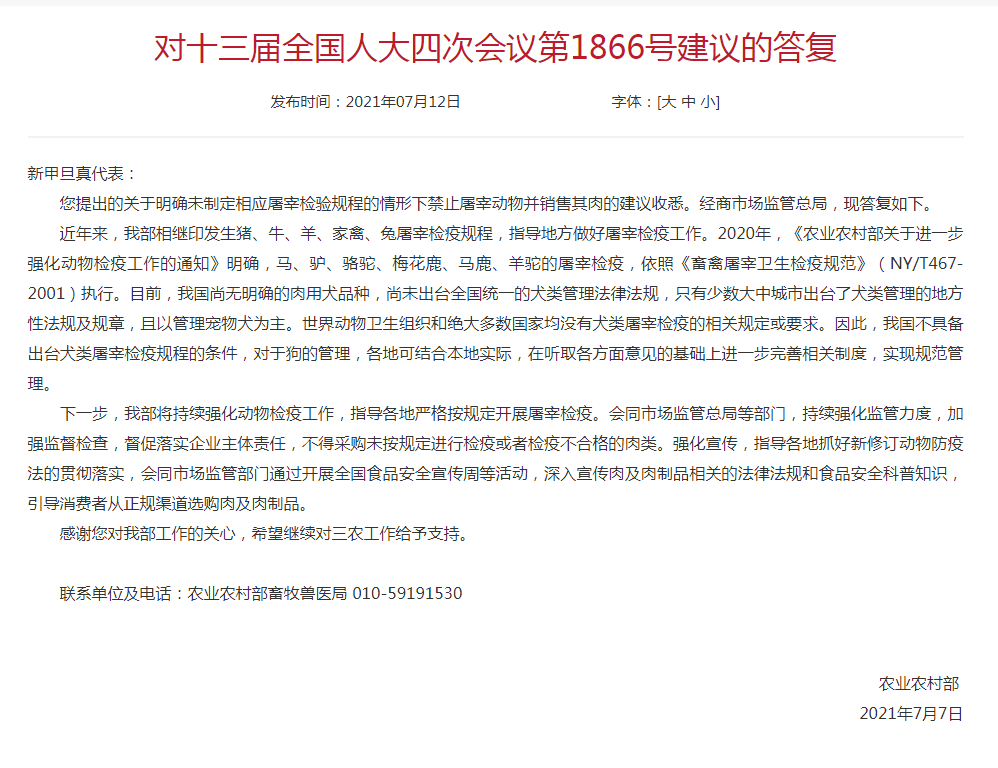 对十三届全国人大四次会议第1866号建议的答复
发布时间：2021年07月12日 字体：[大 中 小]
新甲旦真代表：
您提出的关于明确未制定相应屠宰检验规程的情形下禁止屠宰动物并销售其肉的建议收悉。经商市场监管总局，现答复如下。
近年来，我部相继印发生猪、牛、羊、家禽、兔屠宰检疫规程，指导地方做好屠宰检疫工作。2020年，《农业农村部关于进一步
强化动物检疫工作的通知》明确，马、驴、骆驼、梅花鹿、马鹿、羊驼的屠宰检疫，依照《畜禽屠宰卫生检疫规范》（NY/T467-
2001）执行。目前，我国尚无明确的肉用犬品种，尚未出台全国统一的犬类管理法律法规，只有少数大中城市出台了犬类管理的地方
性法规及规章，且以管理宠物犬为主。世界动物卫生组织和绝大多数国家均没有犬类屠宰检疫的相关规定或要求。因此，我国不具备
出台犬类屠宰检疫规程的条件，对于狗的管理，各地可结合本地实际，在听取各方面意见的基础上进一步完善相关制度，实现规范管
理。
下一步，我部将持续强化动物检疫工作，指导各地严格按规定开展屠宰检疫。会同市场监管总局等部门，持续强化监管力度，加
强监督检查，督促落实企业主体责任，不得采购未按规定进行检疫或者检疫不合格的肉类。强化宣传，指导各地抓好新修订动物防疫
法的贯彻落实，会同市场监管部门通过开展全国食品安全宣传周等活动，深入宣传肉及肉制品相关的法律法规和食品安全科普知识，
引导消费者从正规渠道选购肉及肉制品。
感谢您对我部工作的关心，希望继续对三农工作给予支持。
联系单位及电话：农业农村部畜牧兽医局 010-59191530
农业农村部
2021年7月7日